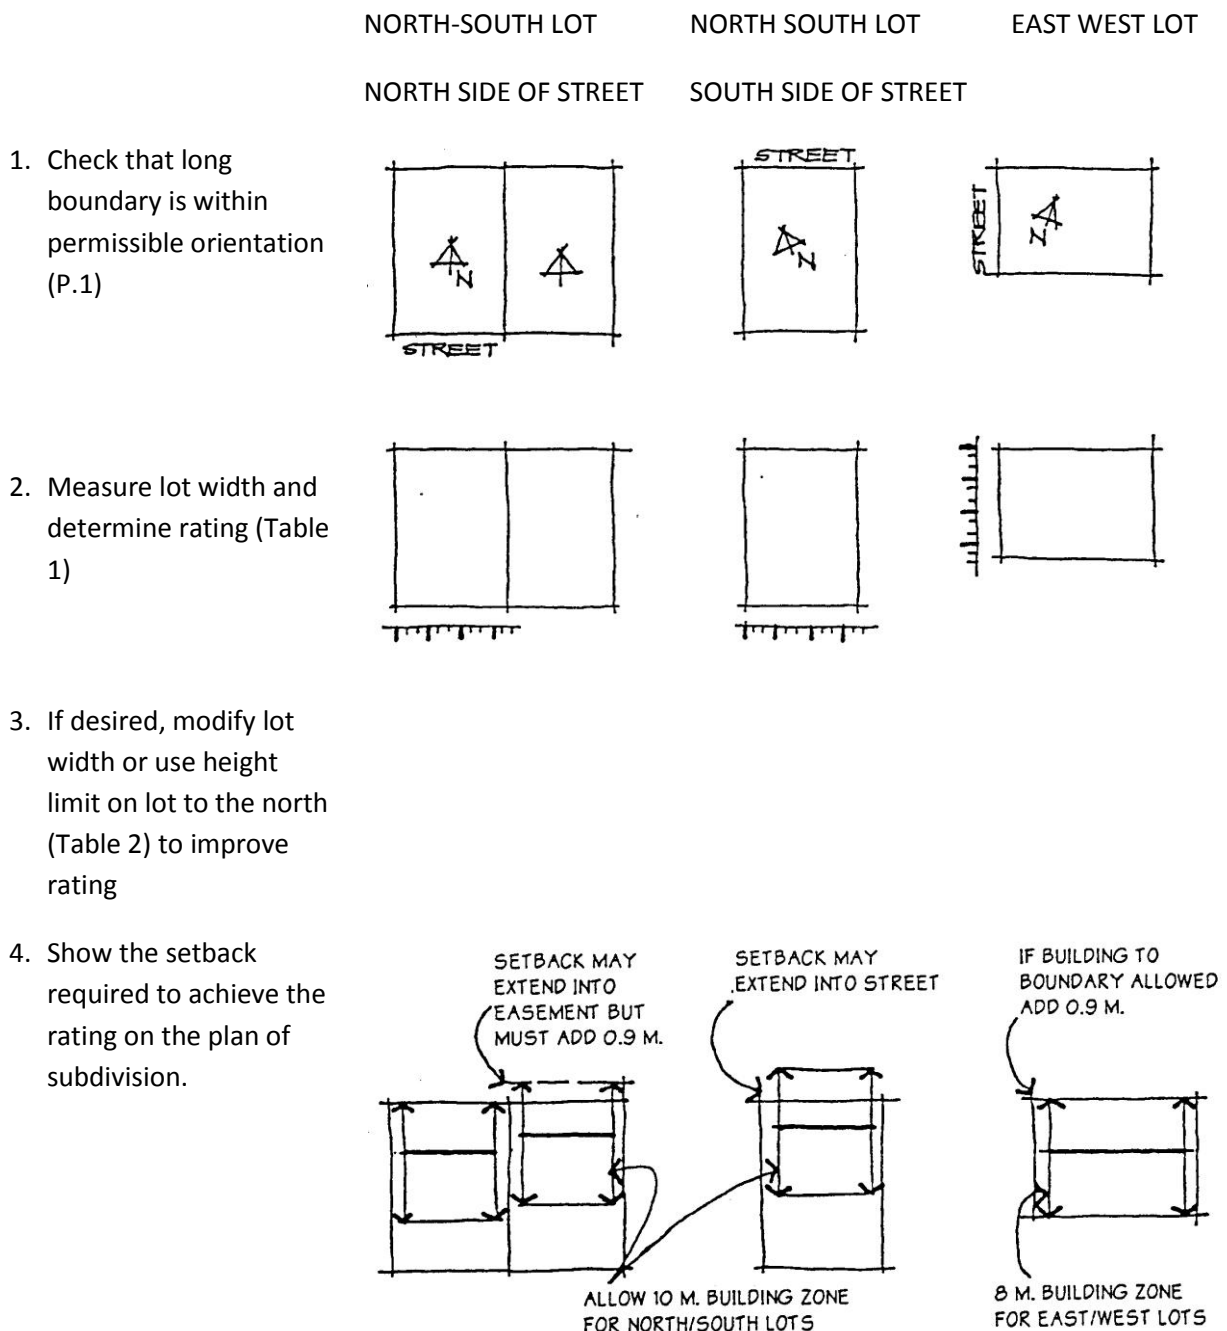 NORTH-SOUTH LOT
NORTH SOUTH LOT
EAST WEST LOT
NORTH SIDE OF STREET
SOUTH SIDE OF STREET
1. Check that long
boundary is within
permissible orientation
(P.1)
N
STREET
STREET
N
STREET
N
2. Measure lot width and
determine rating (Table
1)
3. If desired, modify lot
width or use height
limit on lot to the north
(Table 2) to improve
rating
4. Show the setback
required to achieve the
rating on the plan of
subdivision.
SETBACK MAY
EXTEND INTO
EASEMENT BUT
MUST ADD 0.9 M.
SETBACK MAY
EXTEND INTO STREET
IF BUILDING TO
BOUNDARY ALLOWED
ADD 0.9 M.
ALLOW 10 M. BUILDING ZONE
FOR NORTH/SOUTH LOTS
8 M. BUILDING ZONE
FOR EAST/WEST LOTS